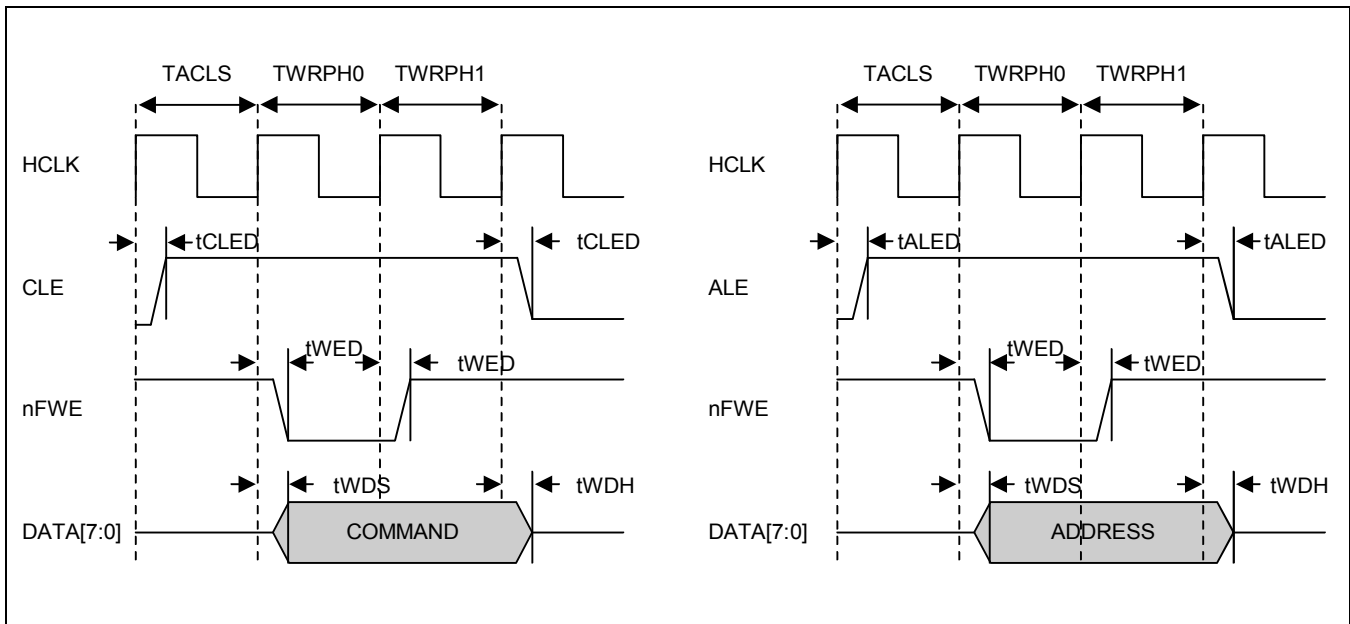 TACLS TWRPH0 TWRPH1
HCLK
tCLED tCLED
CLE
tWED tWED
nFWE
tWDS tWDH
DATA[7:0] COMMAND
TACLS TWRPH0 TWRPH1
HCLK
tALED tALED
ALE
tWED tWED
nFWE
tWDS tWDH
DATA[7:0] ADDRESS